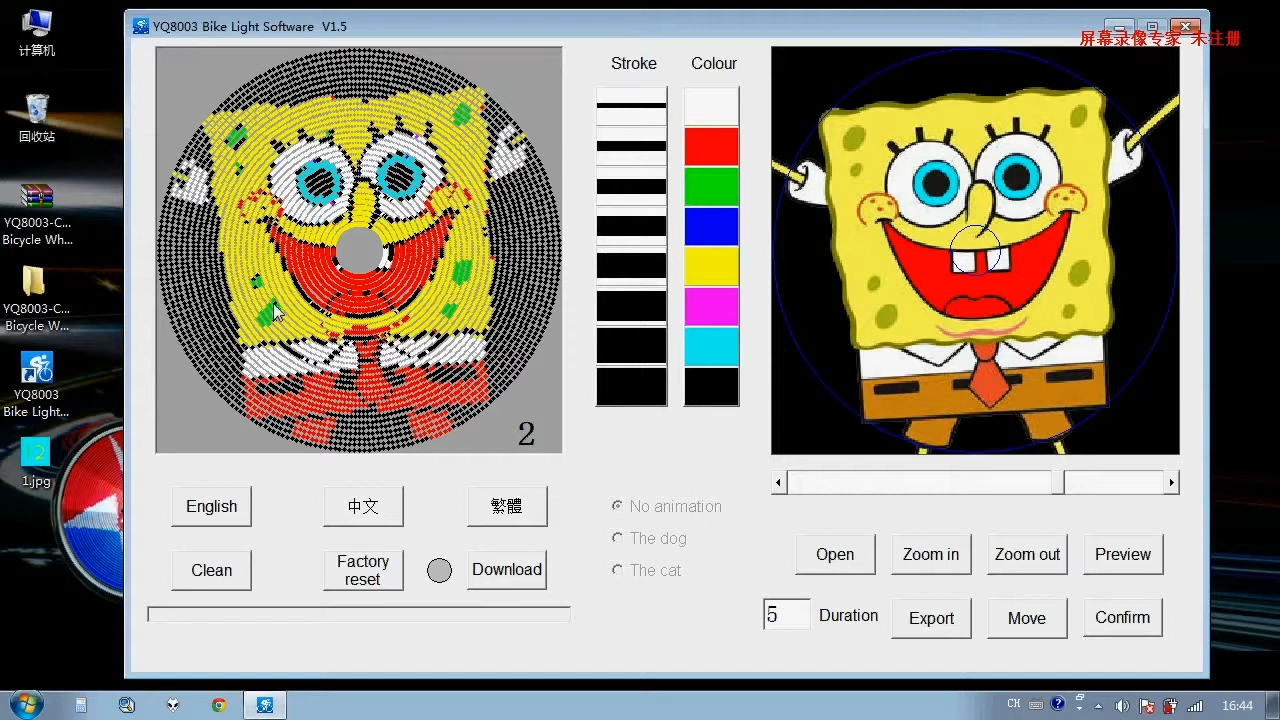 计算机
回收站
YQ8003-C...
Bicycle Wh...
YQ8003-C...
Bicycle W...
YQ8003
Bike Light...
12
1.jpg
YQ8003 Bike Light Software V1.5
屏幕录像专家 未注册
Stroke
Colour
2
English
中文
繁體
Clean
Factory
reset
Download
No animation
The dog
The cat
Open
Zoom in
Zoom out
Preview
5
Duration
Export
Move
Confirm
CH
16:44